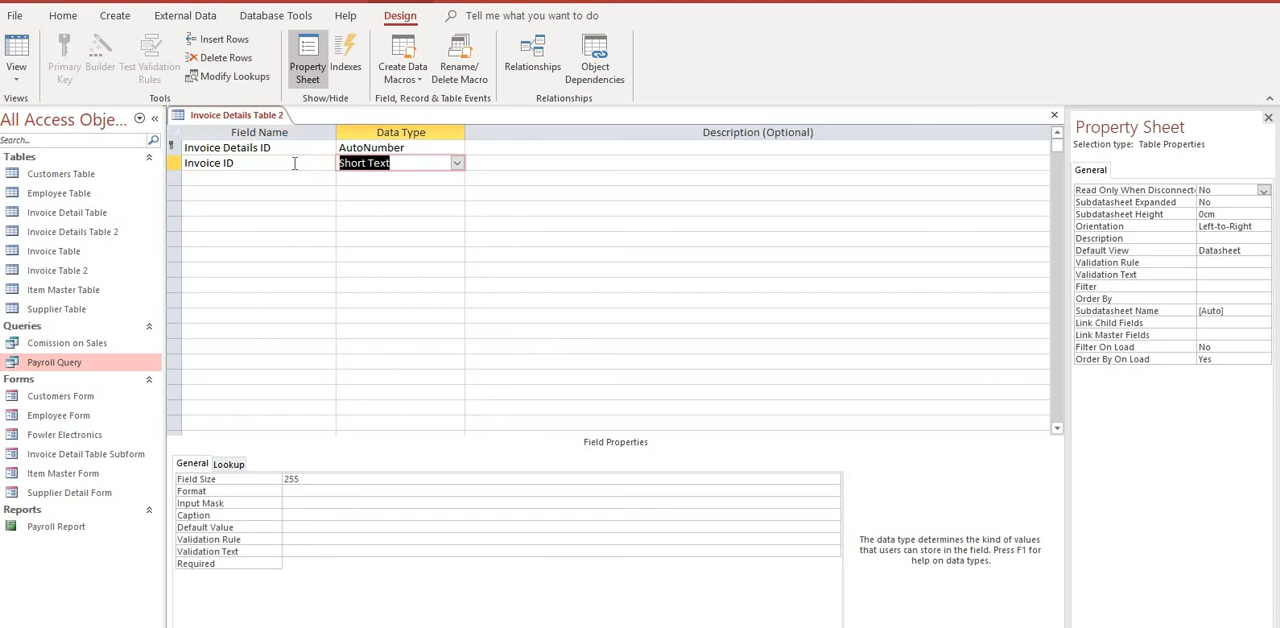 File Home Create External Data Database Tools Help Design Tell me what you want to do
View
Primary Key
Builder
Test Validation Rules
Insert Rows
Delete Rows
Modify Lookups
Property Sheet
Indexes
Create Data Macros
Rename/ Delete Macro
Relationships
Object Dependencies
Views Tools Show/Hide Field, Record & Table Events Relationships
All Access Obje...
Search...
Tables
Customers Table
Employee Table
Invoice Detail Table
Invoice Details Table 2
Invoice Table
Invoice Table 2
Item Master Table
Supplier Table
Queries
Comission on Sales
Payroll Query
Forms
Customers Form
Employee Form
Fowler Electronics
Invoice Detail Table Subform
Item Master Form
Supplier Detail Form
Reports
Payroll Report
Invoice Details Table 2
Field Name Data Type Description (Optional)
Invoice Details ID AutoNumber
Invoice ID Short Text
Field Properties
General Lookup
Field Size 255
Format
Input Mask
Caption
Default Value
Validation Rule
Validation Text
Required
The data type determines the kind of values
that users can store in the field. Press F1 for
help on data types.
Property Sheet
Selection type: Table Properties
General
Read Only When Disconnect No
Subdatasheet Expanded No
Subdatasheet Height 0cm
Orientation Left-to-Right
Description
Default View Datasheet
Validation Rule
Validation Text
Filter
Order By
Subdatasheet Name [Auto]
Link Child Fields
Link Master Fields
Filter On Load No
Order By On Load Yes